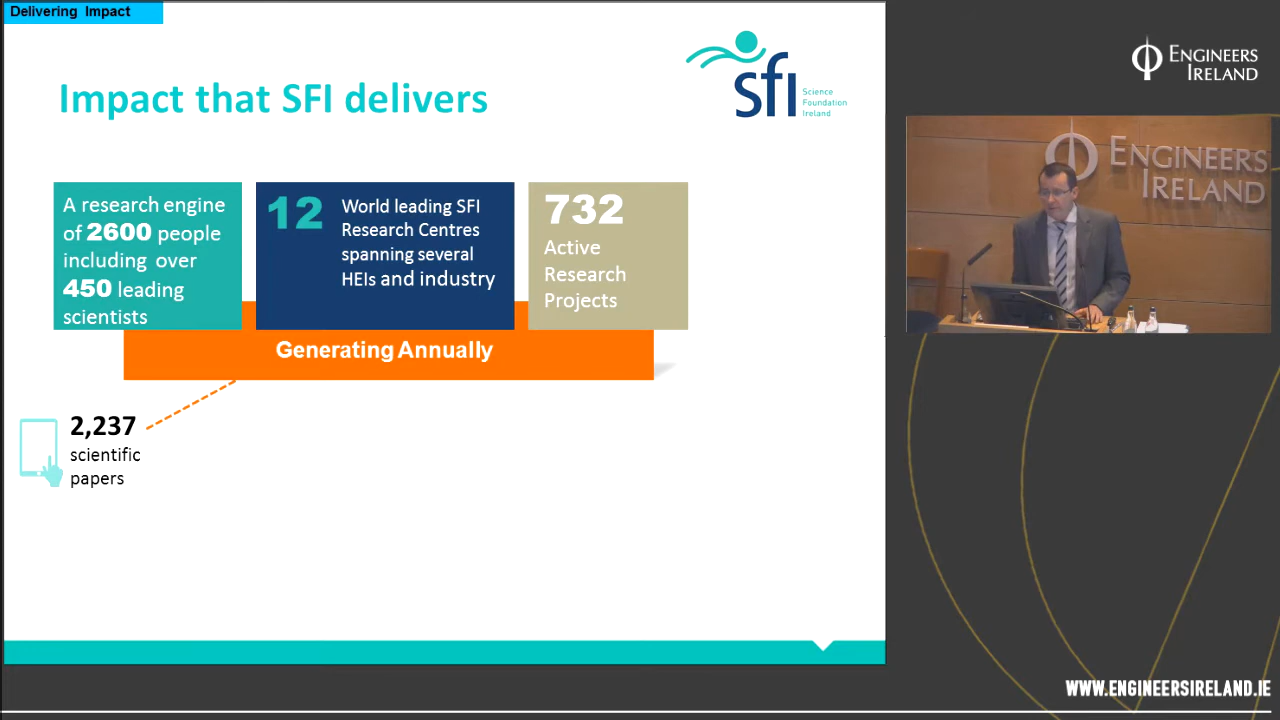 Delivering Impact
Impact that SFI delivers
sfi
Science
Foundation
Ireland
A research engine
of 2600 people
including over
450 leading
scientists
12
World leading SFI
Research Centres
spanning several
HEIs and industry
732
Active
Research
Projects
Generating Annually
2,237
scientific
papers
ENGINEERS
IRELAND
ENGINEERS
IRELAND
WWW.ENGINEERSIRELAND.IE